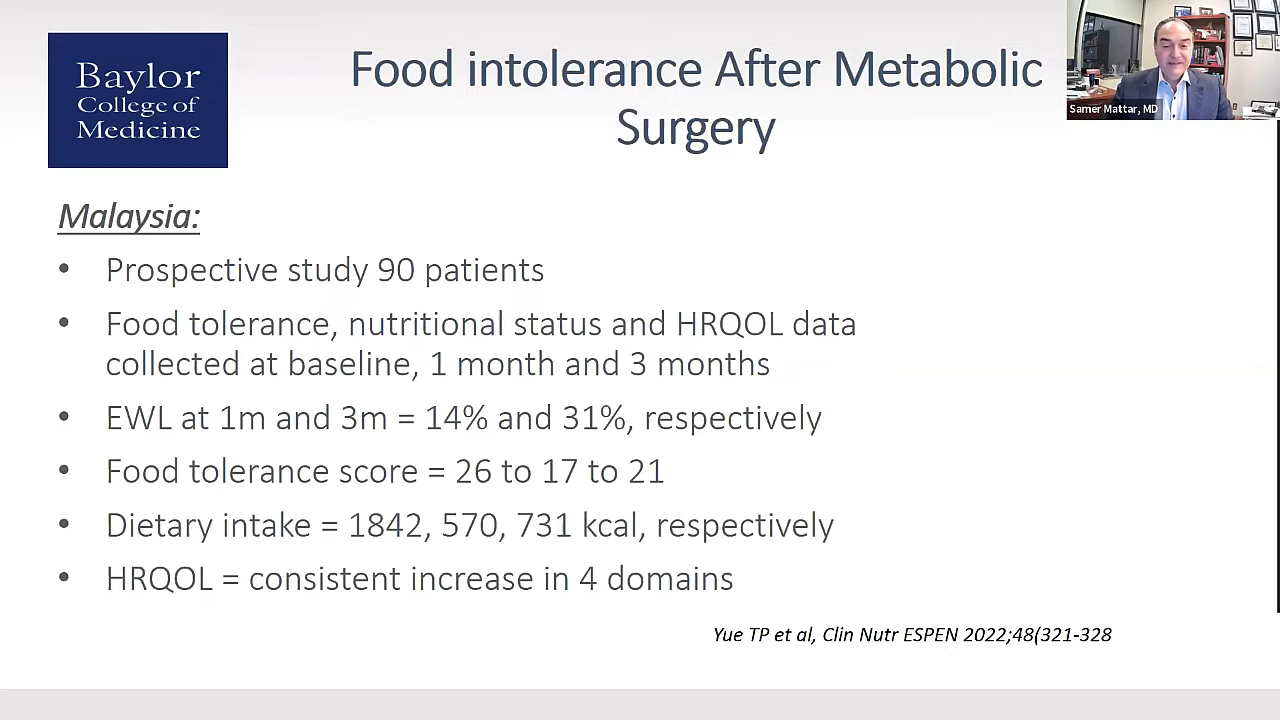 Baylor
College of
Medicine
Food intolerance After Metabolic
Surgery
Samer Mattar, MD
Malaysia:
• Prospective study 90 patients
• Food tolerance, nutritional status and HRQOL data
collected at baseline, 1 month and 3 months
• EWL at 1m and 3m = 14% and 31%, respectively
• Food tolerance score = 26 to 17 to 21
• Dietary intake = 1842, 570, 731 kcal, respectively
• HRQOL = consistent increase in 4 domains
Yue TP et al, Clin Nutr ESPEN 2022;48(321-328